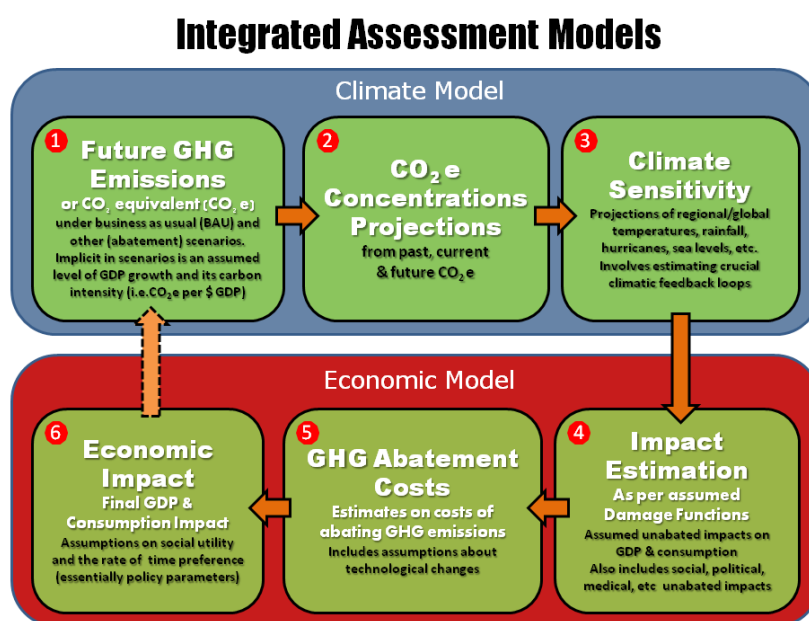 Integrated Assessment Models
Climate Model
1
Future GHG
Emissions
or CO₂ equivalent (CO₂ e)
under business as usual (BAU) and
other (abatement) scenarios.
Implicit in scenarios is an assumed
level of GDP growth and its carbon
intensity (i.e.CO₂e per $ GDP)
2
CO₂ e
Concentrations
Projections
from past, current
& future CO₂ e
3
Climate
Sensitivity
Projections of regional/global
temperatures, rainfall,
hurricanes, sea levels, etc.
Involves estimating crucial
climatic feedback loops
Economic Model
6
Economic
Impact
Final GDP &
Consumption Impact
Assumptions on social utility
and the rate of time preference
(essentially policy parameters)
5
GHG Abatement
Costs
Estimates on costs of
abating GHG emissions
Includes assumptions about
technological changes
4
Impact
Estimation
As per assumed
Damage Functions
Assumed unabated impacts on
GDP & consumption
Also includes social, political,
medical, etc unabated impacts